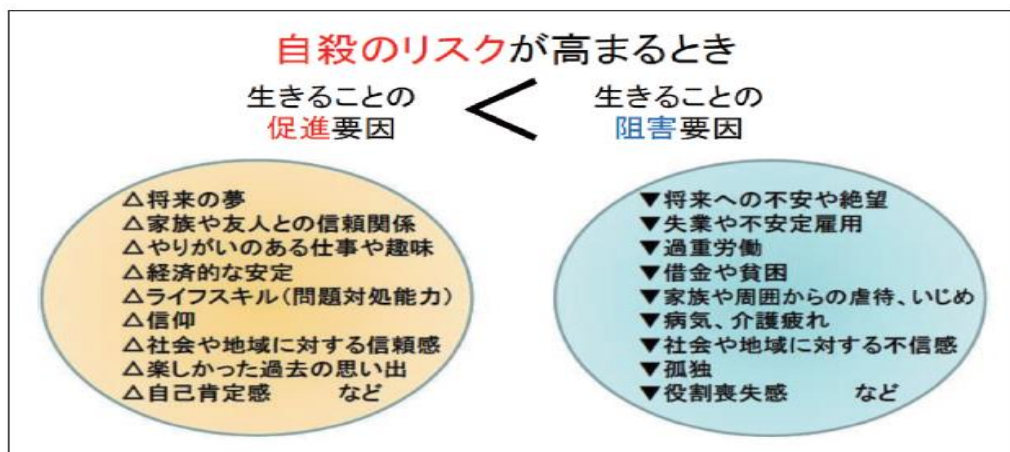 自殺のリスクが高まるとき
生きることの
促進要因
<
生きることの
阻害要因
△将来の夢
△家族や友人との信頼関係
△やりがいのある仕事や趣味
△経済的な安定
△ライフスキル(問題対処能力)
△信仰
△社会や地域に対する信頼感
△楽しかった過去の思い出
△自己肯定感　　　など
▼将来への不安や絶望
▼失業や不安定雇用
▼過重労働
▼借金や貧困
▼家族や周囲からの虐待、いじめ
▼病気、介護疲れ
▼社会や地域に対する不信感
▼孤独
▼役割喪失感　　　など